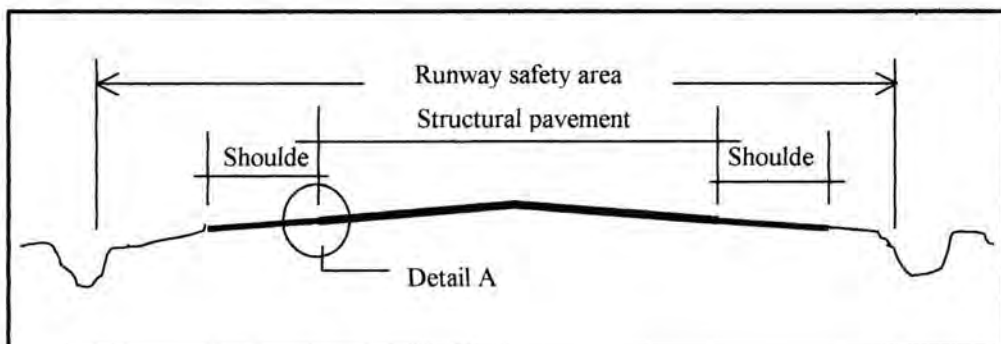 Runway safety area
Structural pavement
Shoulde
Shoulde
Detail A